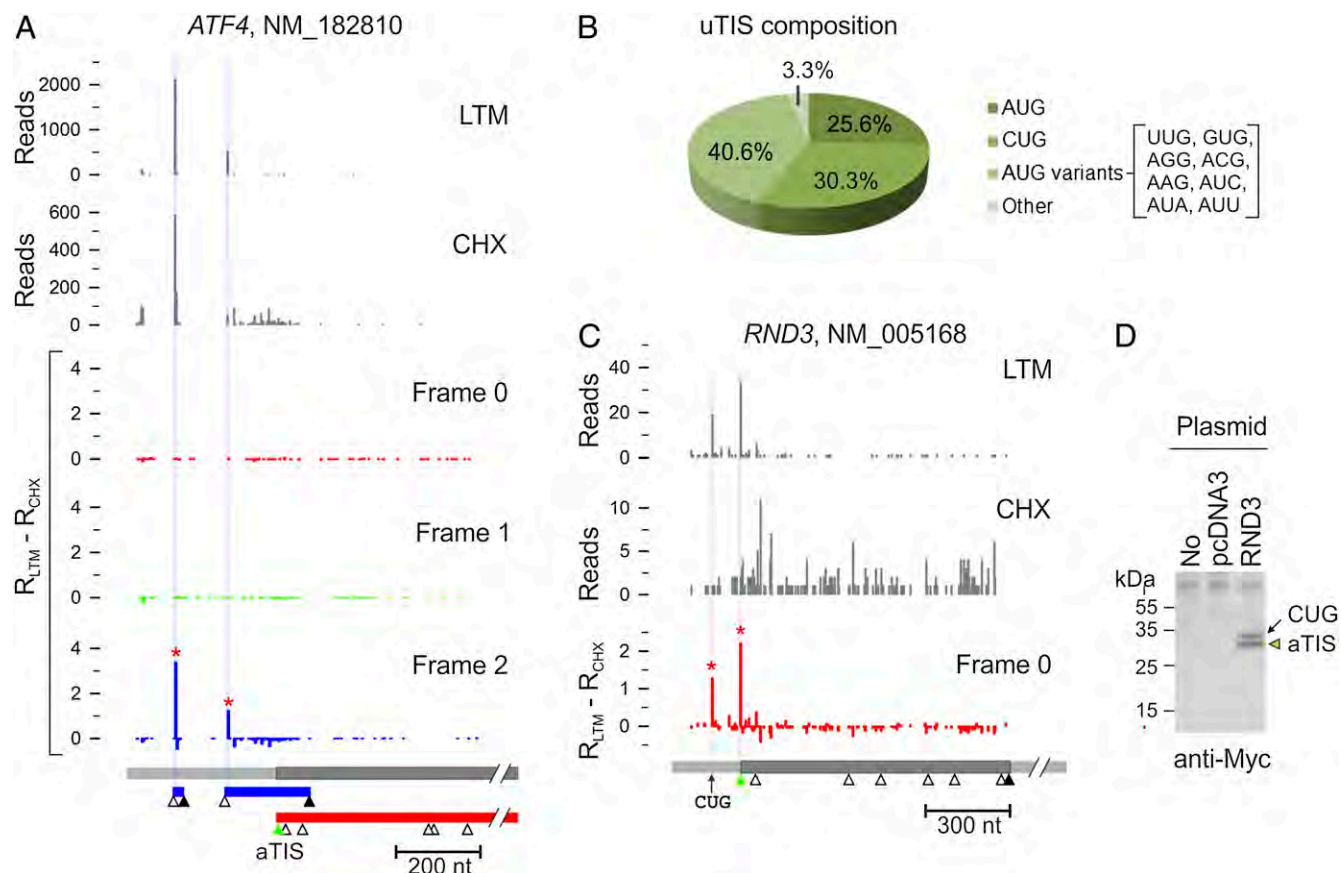 A
ATF4, NM_182810
LTM
Reads
2000
1000
0
CHX
Reads
600
400
200
0
R_LTM - R_CHX
Frame 0
4
2
0
Frame 1
4
2
0
Frame 2
4
2
0
*
*
aTIS
200 nt
B
uTIS composition
3.3%
25.6%
40.6%
30.3%
AUG
CUG
AUG variants
Other
UUG, GUG,
AGG, ACG,
AAG, AUC,
AUA, AUU
C
RND3, NM_005168
LTM
Reads
40
20
0
CHX
Reads
10
5
0
R_LTM - R_CHX
Frame 0
2
1
0
*
*
CUG
300 nt
D
Plasmid
No
pcDNA3
RND3
kDa
55
35
25
15
CUG
aTIS
anti-Myc